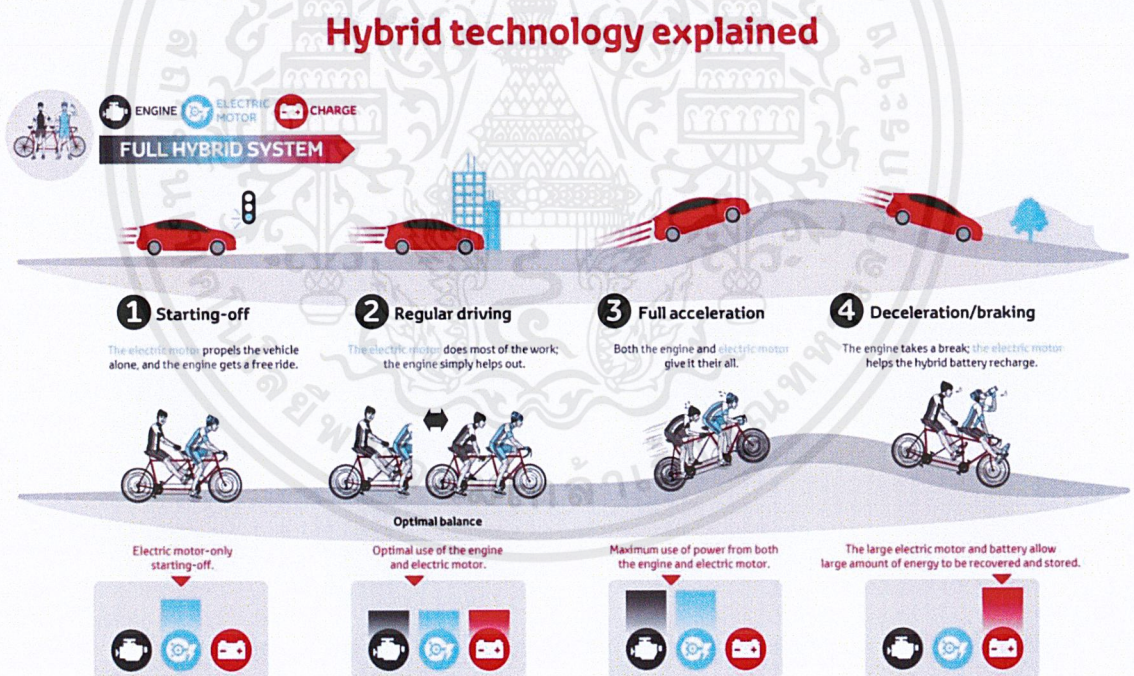 Hybrid technology explained
ENGINE
ELECTRIC
MOTOR
CHARGE
FULL HYBRID SYSTEM
1 Starting-off
The electric motor propels the vehicle
alone, and the engine gets a free ride.
2 Regular driving
The electric motor does most of the work;
the engine simply helps out.
3 Full acceleration
Both the engine and electric motor
give it their all.
4 Deceleration/braking
The engine takes a break; the electric motor
helps the hybrid battery recharge.
Optimal balance
Electric motor-only
starting-off.
Optimal use of the engine
and electric motor.
Maximum use of power from both
the engine and electric motor.
The large electric motor and battery allow
large amount of energy to be recovered and stored.